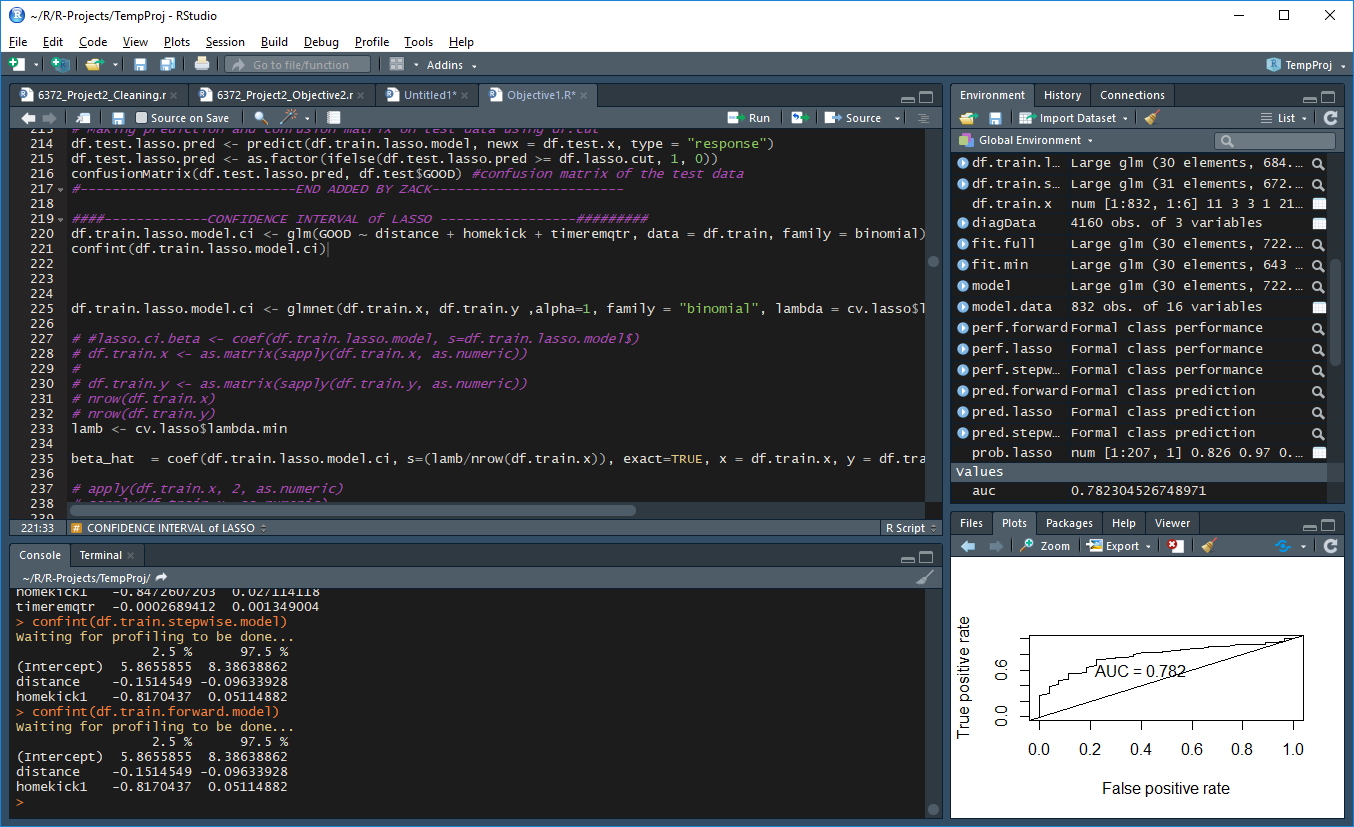 ~/R/R-Projects/TempProj - RStudio
File Edit Code View Plots Session Build Debug Profile Tools Help
Go to file/function Addins TempProj
6372_Project2_Cleaning.r 6372_Project2_Objective2.r Untitled1* Objective1.R*
Source on Save Run Source
213 # Making prediction and confusion matrix on test data using df.cut
214 df.test.lasso.pred <- predict(df.train.lasso.model, newx = df.test.x, type = "response")
215 df.test.lasso.pred <- as.factor(ifelse(df.test.lasso.pred >= df.lasso.cut, 1, 0))
216 confusionMatrix(df.test.lasso.pred, df.test$GOOD) #confusion matrix of the test data
217 #---------------------------END ADDED BY ZACK------------------------
218
219 ####-------------CONFIDENCE INTERVAL of LASSO -----------------#########
220 df.train.lasso.model.ci <- glm(GOOD ~ distance + homekick + timeremqtr, data = df.train, family = binomial)
221 confint(df.train.lasso.model.ci)
222
223
224
225 df.train.lasso.model.ci <- glmnet(df.train.x, df.train.y ,alpha=1, family = "binomial", lambda = cv.lasso$l
226
227 # #lasso.ci.beta <- coef(df.train.lasso.model, s=df.train.lasso.model$)
228 # df.train.x <- as.matrix(sapply(df.train.x, as.numeric))
229 #
230 # df.train.y <- as.matrix(sapply(df.train.y, as.numeric))
231 # nrow(df.train.x)
232 # nrow(df.train.y)
233 lamb <- cv.lasso$lambda.min
234
235 beta_hat  = coef(df.train.lasso.model.ci, s=(lamb/nrow(df.train.x)), exact=TRUE, x = df.train.x, y = df.tra
236
237 # apply(df.train.x, 2, as.numeric)
238
239
221:33 # CONFIDENCE INTERVAL of LASSO R Script
Console Terminal
~/R/R-Projects/TempProj/
homekick1   -0.8472607203  0.027114118
timeremqtr  -0.0002689412  0.001349004
> confint(df.train.stepwise.model)
Waiting for profiling to be done...
2.5 %      97.5 %
(Intercept)  5.8655855  8.38638862
distance    -0.1514549 -0.09633928
homekick1   -0.8170437  0.05114882
> confint(df.train.forward.model)
Waiting for profiling to be done...
2.5 %      97.5 %
(Intercept)  5.8655855  8.38638862
distance    -0.1514549 -0.09633928
homekick1   -0.8170437  0.05114882
>
Environment History Connections
Import Dataset List
Global Environment
df.train.l… Large glm (30 elements, 684.…
df.train.s… Large glm (31 elements, 672.…
df.train.x num [1:832, 1:6] 11 3 3 1 21…
diagData 4160 obs. of 3 variables
fit.full Large glm (30 elements, 722.…
fit.min Large glm (30 elements, 643 …
model Large glm (30 elements, 722.…
model.data 832 obs. of 16 variables
perf.forward Formal class performance
perf.lasso Formal class performance
perf.stepw… Formal class performance
pred.forward Formal class prediction
pred.lasso Formal class prediction
pred.stepw… Formal class prediction
prob.lasso num [1:207, 1] 0.826 0.97 0.…
Values
auc 0.782304526748971
Files Plots Packages Help Viewer
Zoom Export
True positive rate
0.6
0.0
AUC = 0.782
0.0 0.2 0.4 0.6 0.8 1.0
False positive rate